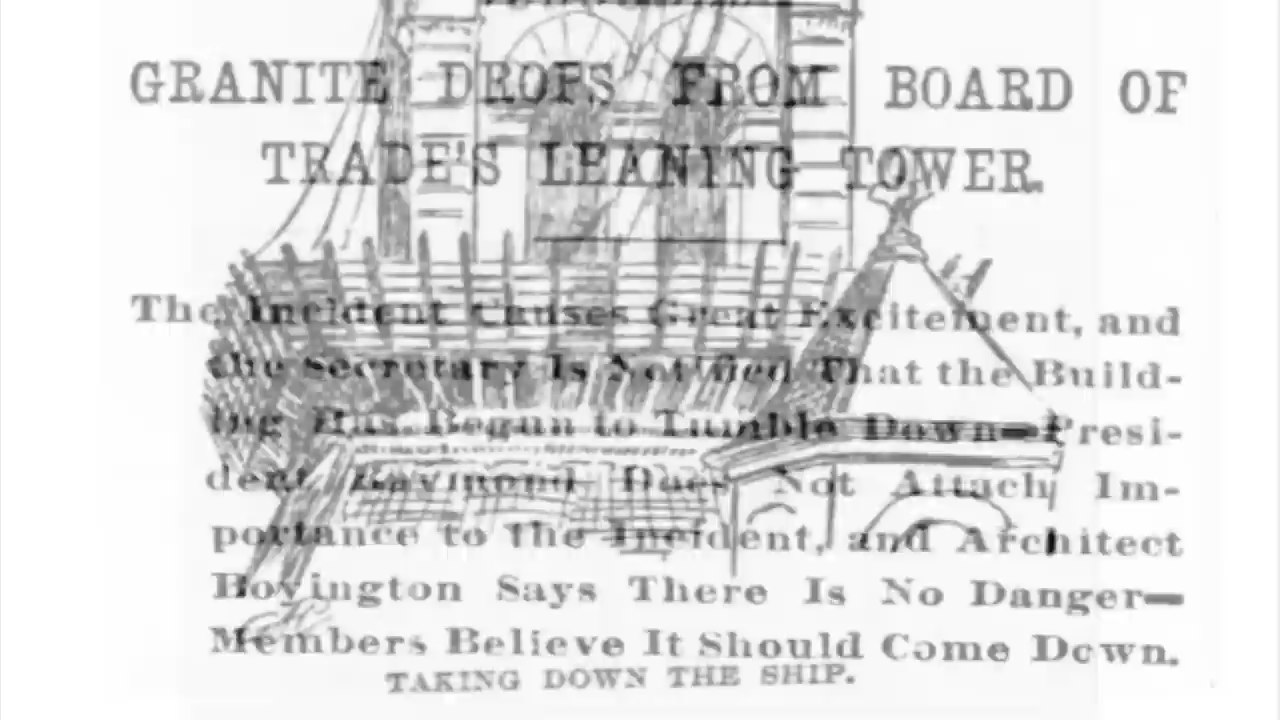 GRANITE DROPS FROM BOARD OF
TRADE'S LEANING TOWER.
The Incident Causes Great Excitement, and
the Secretary Is Notified That the Build-
ing Has Begun to Tumble Down—Presi-
dent Raymond Does Not Attach Im-
portance to the Incident, and Architect
Boyington Says There Is No Danger—
Members Believe It Should Come Down.
TAKING DOWN THE SHIP.